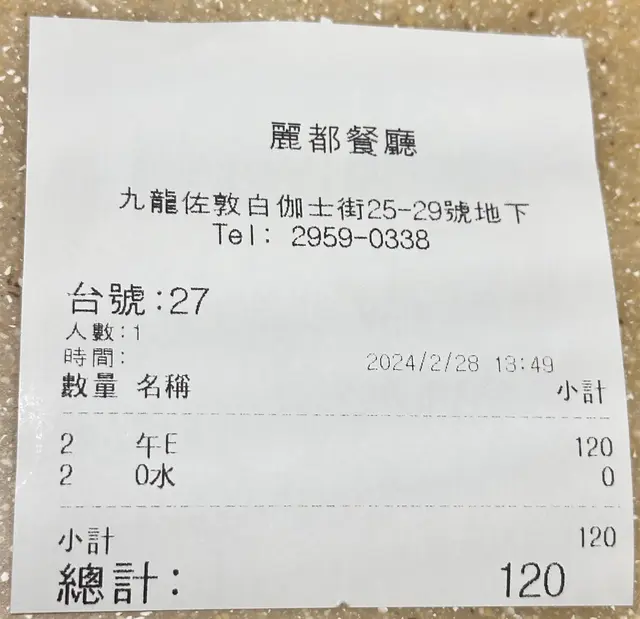 麗都餐廳
九龍佐敦白伽士街25-29號地下
Tel: 2959-0338
台號:27
人數:1
時間: 2024/2/28 13:49
數量 名稱 小計
2 午E 120
2 0水 0
小計 120
總計: 120